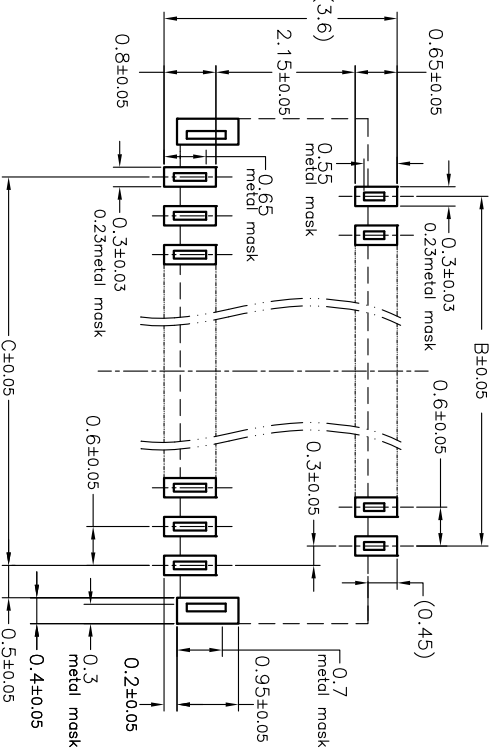 (3.6)
2.15±0.05
0.65±0.05
0.8±0.05
0.55
metal mask
0.65
metal mask
0.3±0.03
0.23metal mask
0.3±0.03
0.23metal mask
B±0.05
C±0.05
0.6±0.05
0.6±0.05
0.3±0.05
(0.45)
0.7
metal mask
0.95±0.05
0.2±0.05
0.3
metal mask
0.4±0.05
0.5±0.05